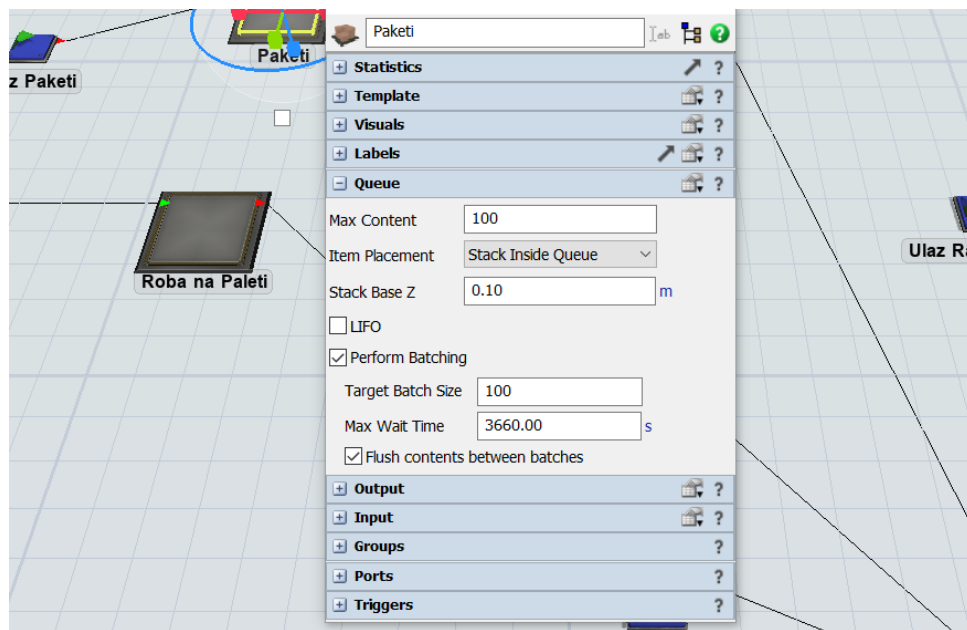 Paketi
z Paketi
Roba na Paleti
Ulaz Ra
Paketi
Statistics
Template
Visuals
Labels
Queue
Max Content 100
Item Placement Stack Inside Queue
Stack Base Z 0.10 m
LIFO
Perform Batching
Target Batch Size 100
Max Wait Time 3660.00 s
Flush contents between batches
Output
Input
Groups
Ports
Triggers